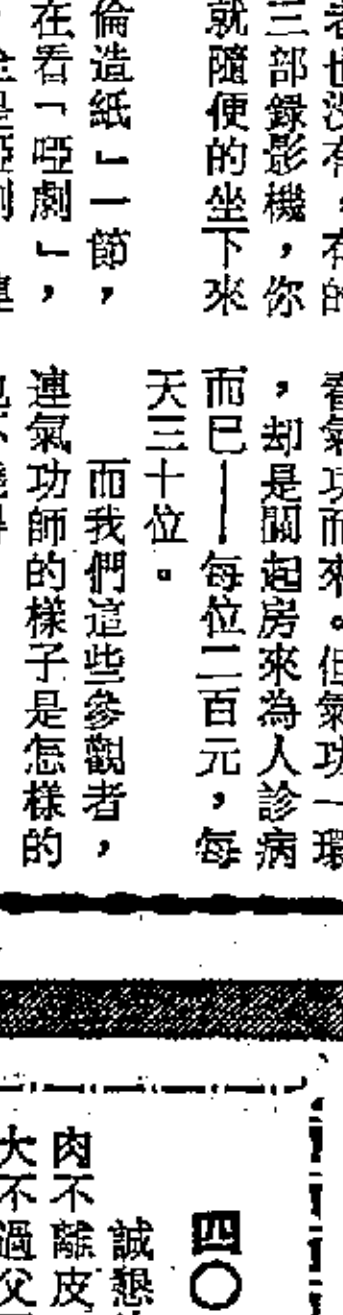 者也沒有，有的
三部錄影機，你
就隨便的坐下來
倫造紙」一節，
在看「啞劇」，
看氣功而來。但氣功一環
，却是關起房來為人診病
而已——每位二百元，每
天三十位。
而我們這些參觀者，
連氣功師的樣子是怎樣的
四〇
誠懇
肉不離皮
大不過父